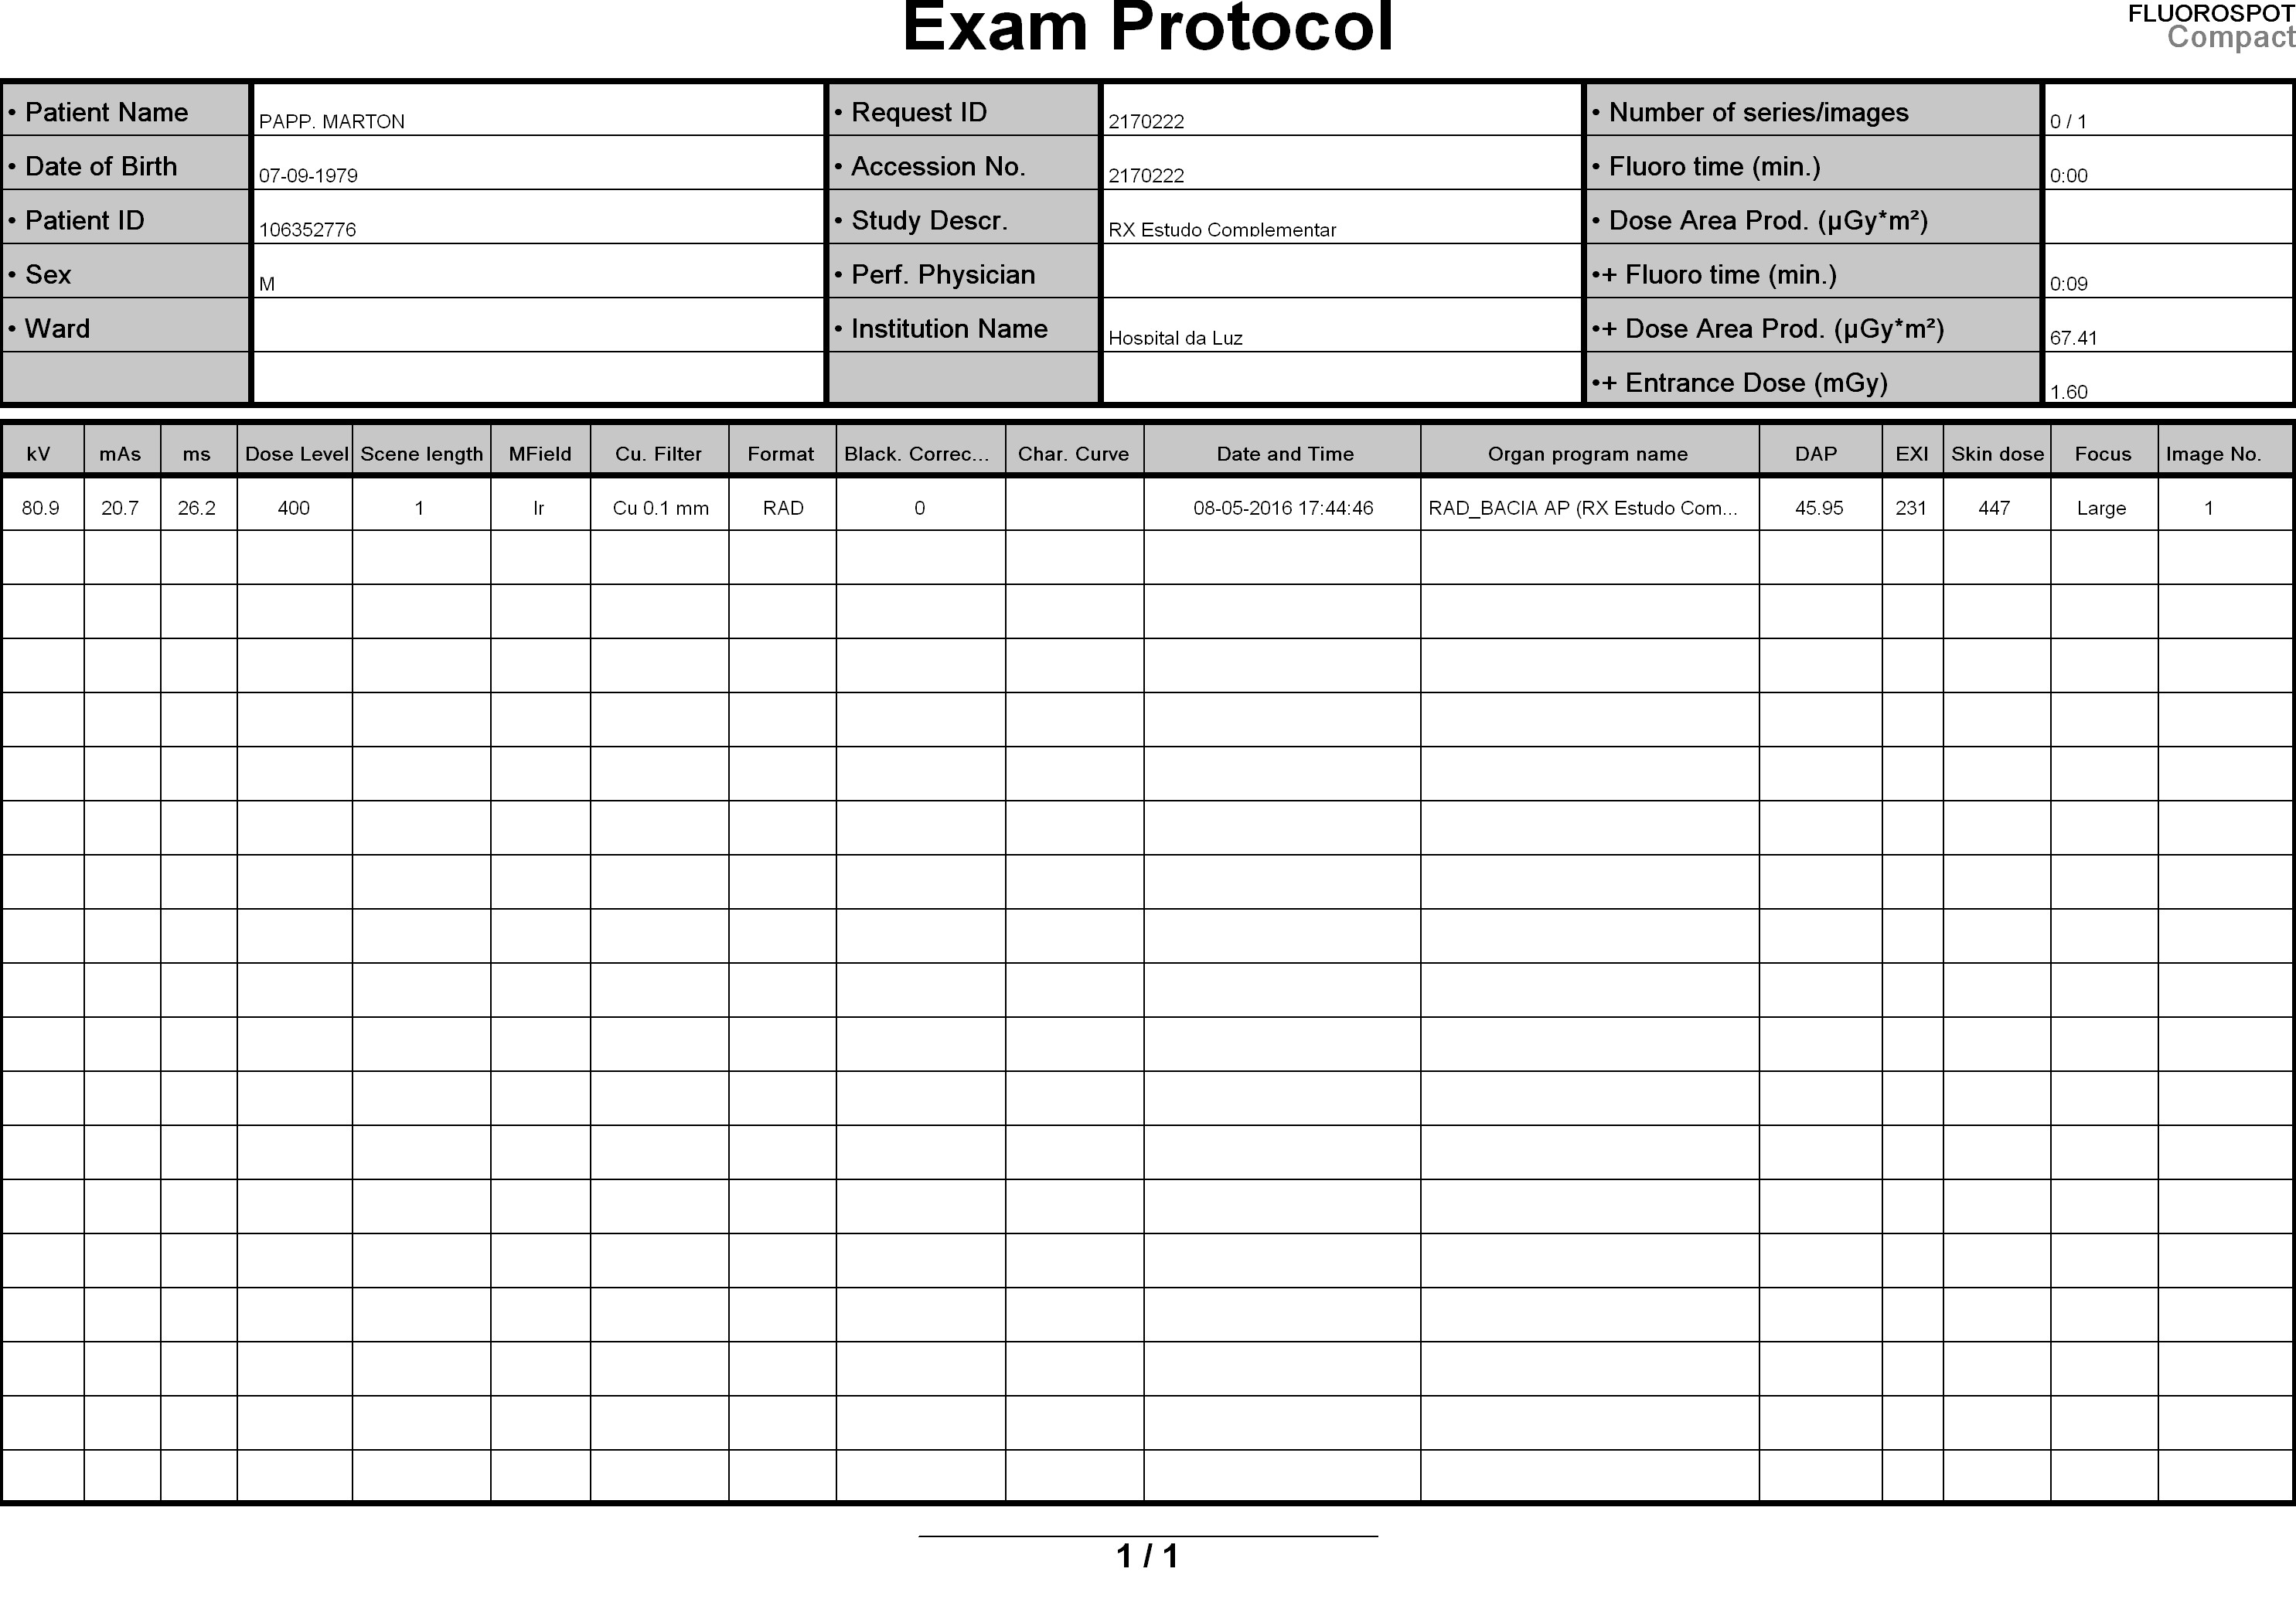 Exam Protocol
FLUOROSPOT
Compact
• Patient Name PAPP. MARTON • Request ID 2170222 • Number of series/images 0 / 1
• Date of Birth 07-09-1979 • Accession No. 2170222 • Fluoro time (min.) 0:00
• Patient ID 106352776 • Study Descr. RX Estudo Complementar • Dose Area Prod. (µGy*m²)
• Sex M • Perf. Physician •+ Fluoro time (min.) 0:09
• Ward • Institution Name Hospital da Luz •+ Dose Area Prod. (µGy*m²) 67.41
•+ Entrance Dose (mGy) 1.60
kV mAs ms Dose Level Scene length MField Cu. Filter Format Black. Correc... Char. Curve Date and Time Organ program name DAP EXI Skin dose Focus Image No.
80.9 20.7 26.2 400 1 Ir Cu 0.1 mm RAD 0 08-05-2016 17:44:46 RAD_BACIA AP (RX Estudo Com... 45.95 231 447 Large 1
1 / 1